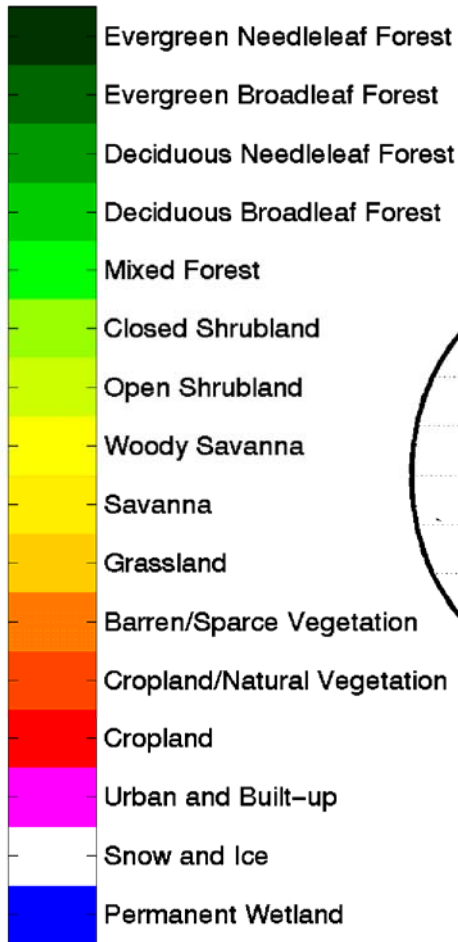 Evergreen Needleleaf Forest
Evergreen Broadleaf Forest
Deciduous Needleleaf Forest
Deciduous Broadleaf Forest
Mixed Forest
Closed Shrubland
Open Shrubland
Woody Savanna
Savanna
Grassland
Barren/Sparce Vegetation
Cropland/Natural Vegetation
Cropland
Urban and Built-up
Snow and Ice
Permanent Wetland